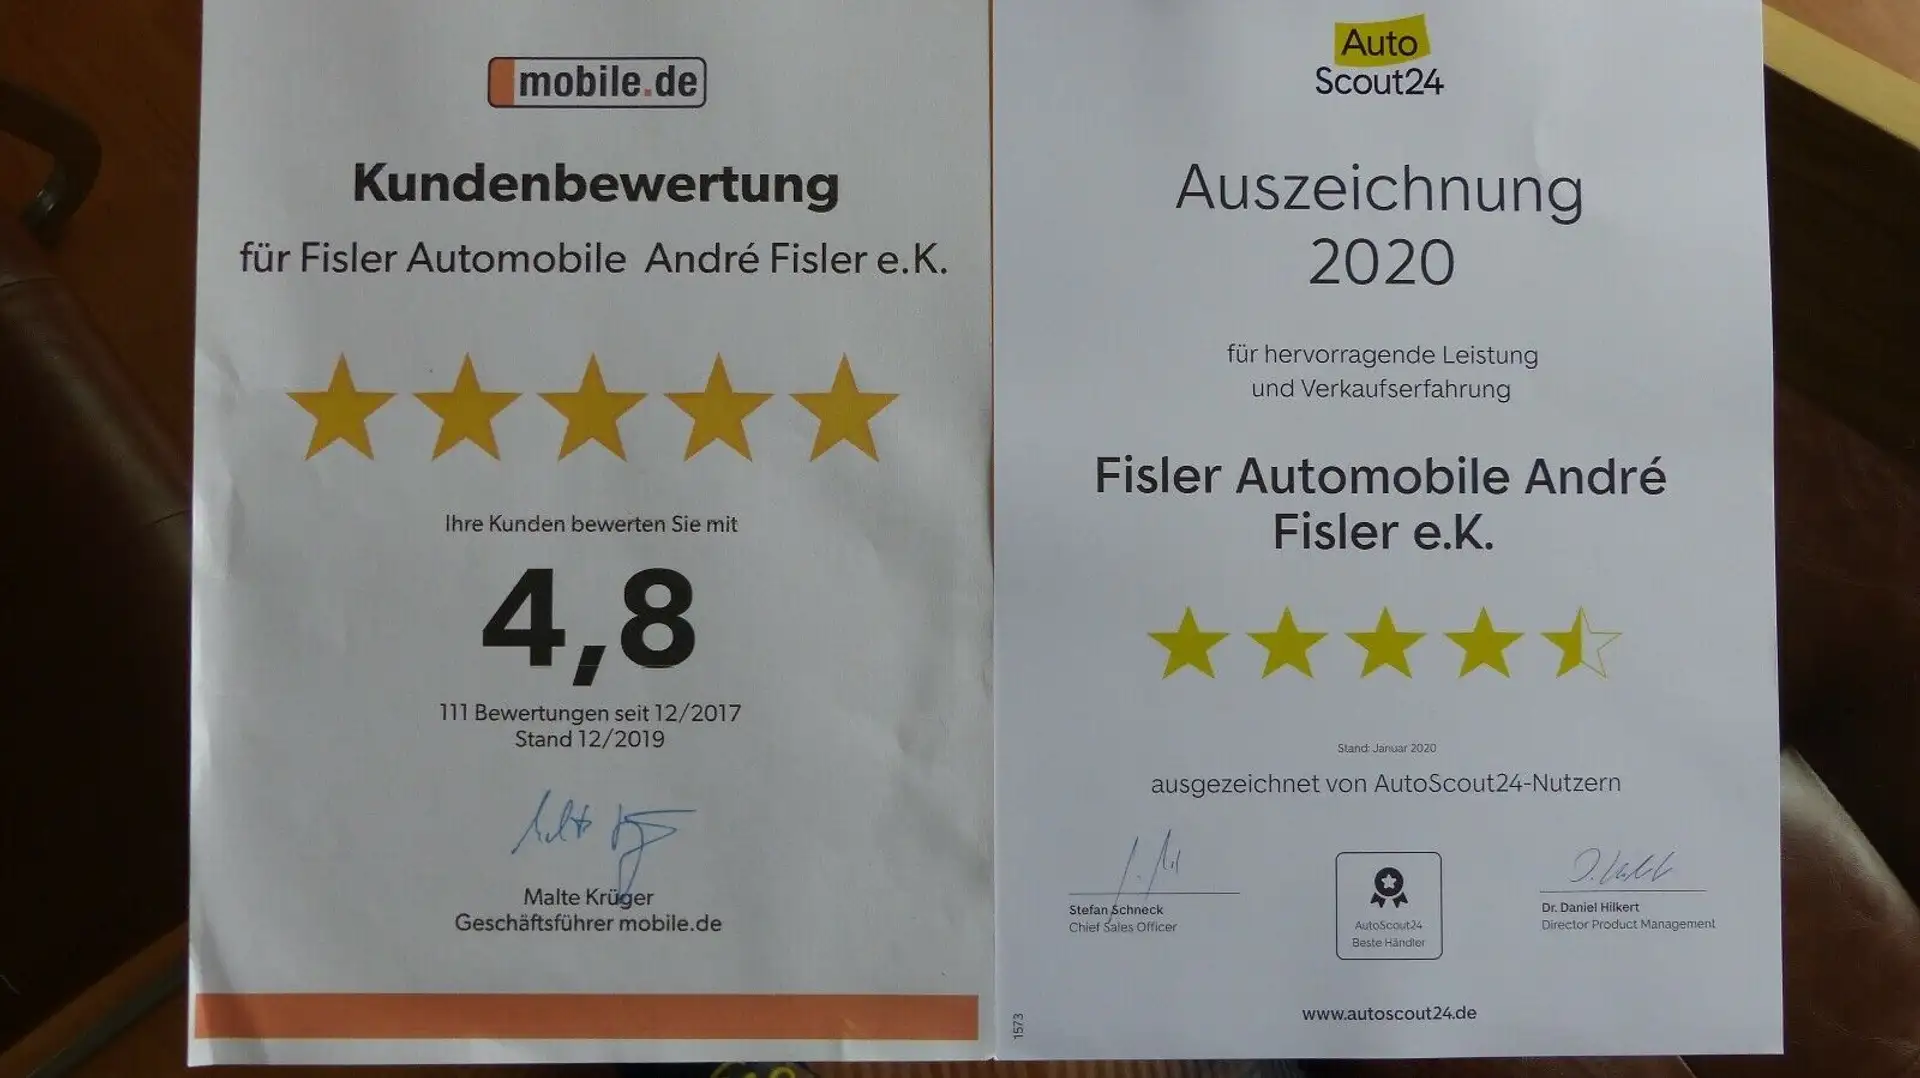 mobile.de
Kundenbewertung
für Fisler Automobile André Fisler e.K.
Ihre Kunden bewerten Sie mit
4,8
111 Bewertungen seit 12/2017
Stand 12/2019
Malte Krüger
Geschäftsführer mobile.de
Auto
Scout24
Auszeichnung
2020
für hervorragende Leistung
und Verkaufserfahrung
Fisler Automobile André
Fisler e.K.
Stand: Januar 2020
ausgezeichnet von AutoScout24-Nutzern
Stefan Schneck
Chief Sales Officer
AutoScout24
Beste Händler
Dr. Daniel Hilkert
Director Product Management
www.autoscout24.de
1573